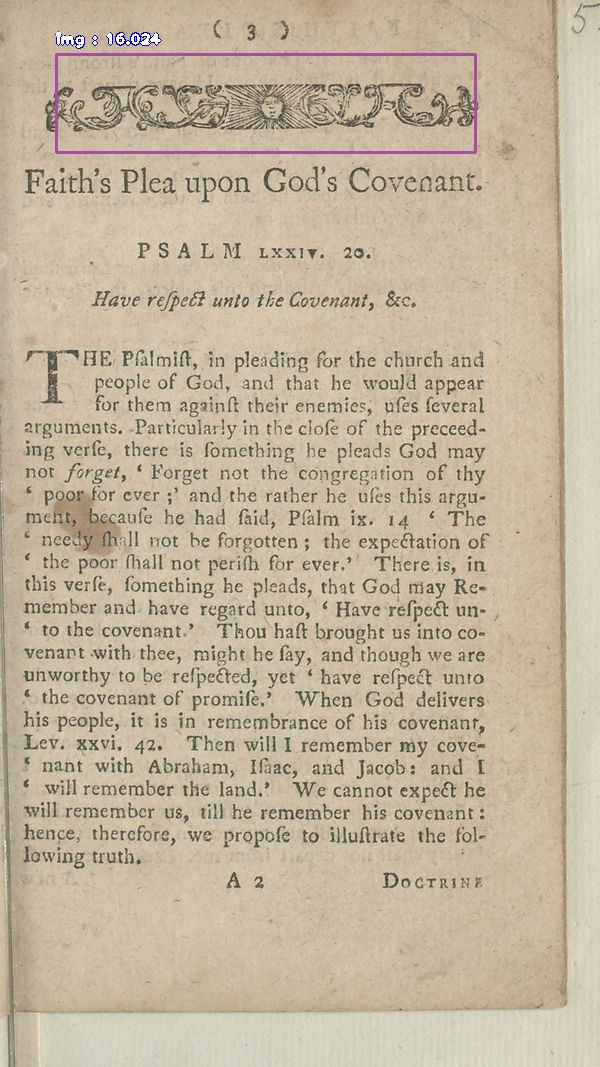 ( 3 )
5
img : 16.024
Faith's Plea upon God's Covenant.
PSALM LXXIV. 20.
Have reſpect unto the Covenant, &c.
THE Pſalmiſt, in pleading for the church and
people of God, and that he would appear
for them againſt their enemies, uſes ſeveral
arguments. Particularly in the cloſe of the preceed-
ing verſe, there is ſomething he pleads God may
not forget, ‘ Forget not the congregation of thy
‘ poor for ever ;’ and the rather he uſes this argu-
ment, becauſe he had ſaid, Pſalm ix. 14 ‘ The
‘ needy ſhall not be forgotten ; the expectation of
‘ the poor ſhall not periſh for ever.’ There is, in
this verſe, ſomething he pleads, that God may Re-
member and have regard unto, ‘ Have reſpect un-
‘ to the covenant.’ Thou haſt brought us into co-
venant with thee, might he ſay, and though we are
unworthy to be reſpected, yet ‘ have reſpect unto
‘ the covenant of promiſe.’ When God delivers
his people, it is in remembrance of his covenant,
Lev. xxvi. 42. Then will I remember my cove-
‘ nant with Abraham, Iſaac, and Jacob: and I
‘ will remember the land.’ We cannot expect he
will remember us, till he remember his covenant :
hence, therefore, we propoſe to illuſtrate the fol-
lowing truth.
A 2 DOCTRINE